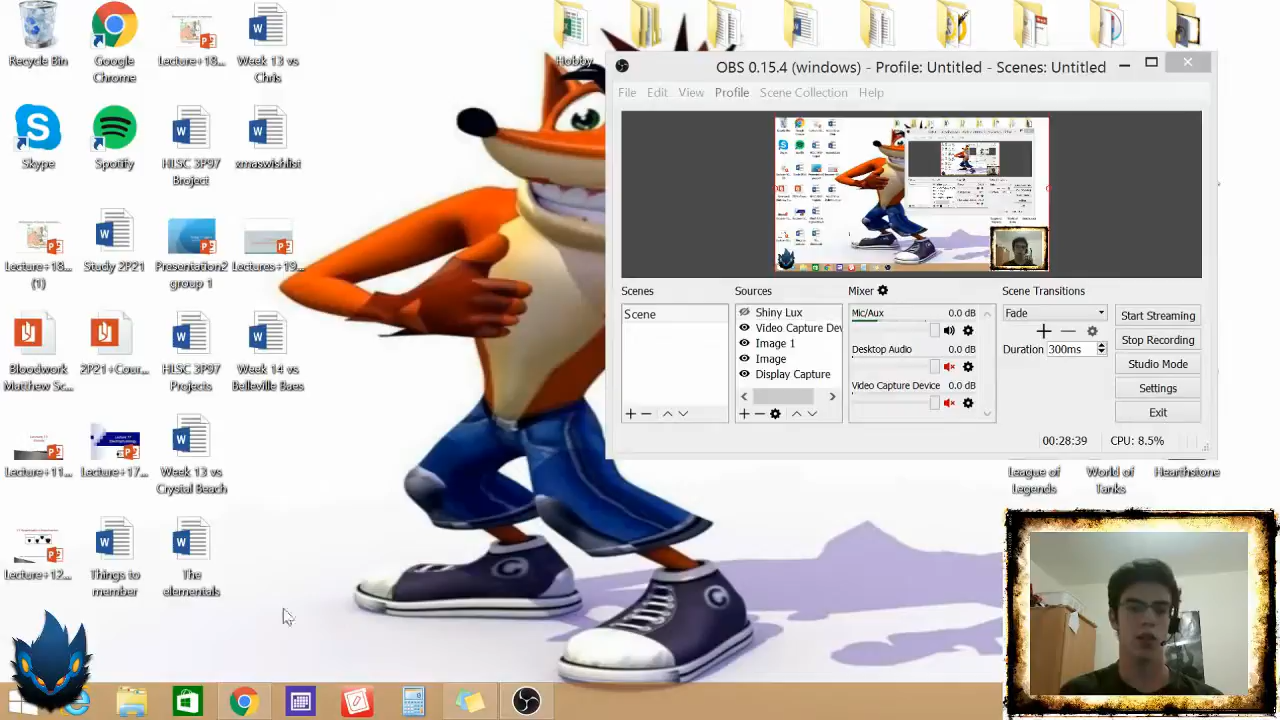 Recycle Bin
Google
Chrome
Lecture+18...
Week 13 vs
Chris
Skype
Spotify
HLSC 3P97
Broject
xmaswishlist
Lecture+18...
(1)
Study 2P21
Presentation2
group 1
Lectures+19...
Bloodwork
Matthew Sc...
2P21+Cour...
HLSC 3P97
Projects
Week 14 vs
Belleville Baes
Lecture+11...
Lecture+17...
Week 13 vs
Crystal Beach
Lecture+12...
Things to
member
The
elementals
Hobby
OBS 0.15.4 (windows) - Profile: Untitled - Scenes: Untitled
File Edit View Profile Scene Collection Help
Scenes
Scene
Sources
Shiny Lux
Video Capture Dev
Image 1
Image
Display Capture
Mixer
Mic/Aux 0.0 dB
Desktop Audio 0.0 dB
Video Capture Device 0.0 dB
Scene Transitions
Fade
Duration 300ms
Start Streaming
Stop Recording
Studio Mode
Settings
Exit
CPU: 8.5%
League of
Legends
World of
Tanks
Hearthstone